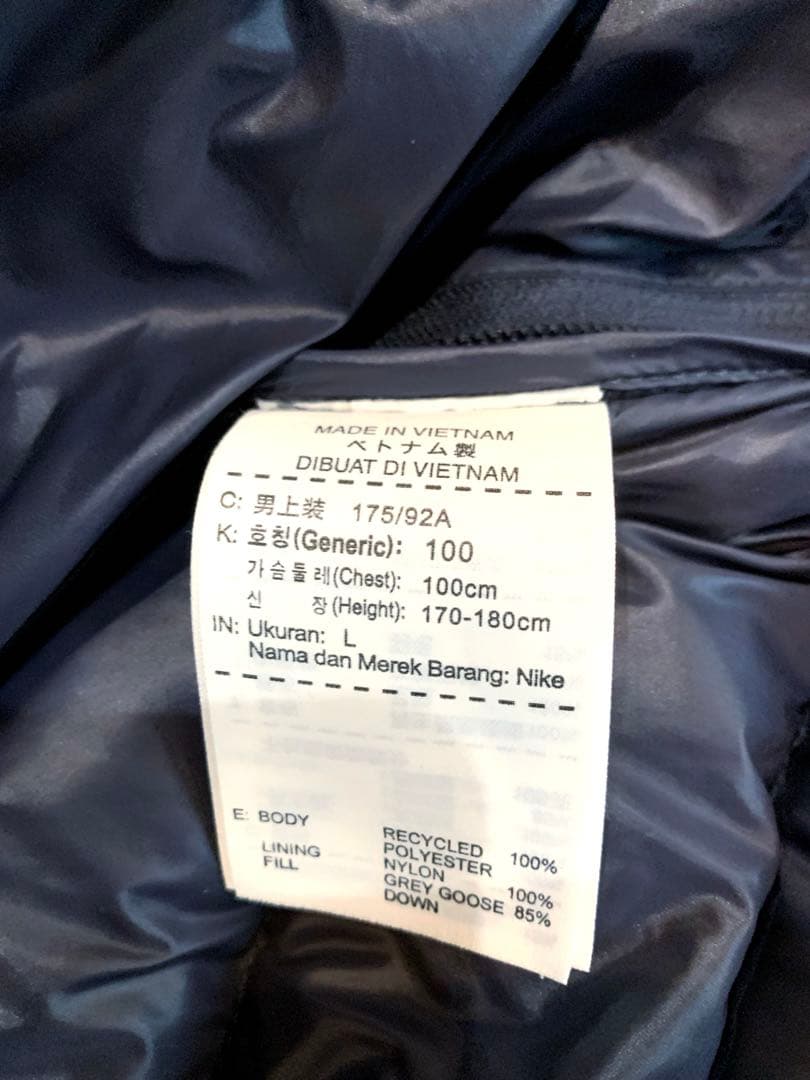 MADE IN VIETNAM
ベトナム製
DIBUAT DI VIETNAM
C: 男上装 175/92A
K: 호칭(Generic): 100
가슴둘레(Chest): 100cm
신 장(Height): 170-180cm
IN: Ukuran: L
Nama dan Merek Barang: Nike
E: BODY RECYCLED POLYESTER 100%
LINING NYLON 100%
FILL GREY GOOSE DOWN 85%